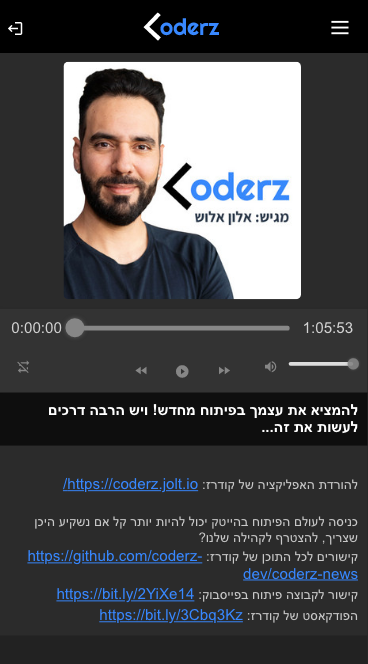 Coderz
Coderz
מגיש: אלון אלוש
0:00:00 1:05:53
להמציא את עצמך בפיתוח מחדש! ויש הרבה דרכים
לעשות את זה...
להורדת האפליקציה של קודרז: https://coderz.jolt.io/
כניסה לעולם הפיתוח בהייטק יכול להיות יותר קל אם נשקיע היכן
שצריך, להצטרף לקהילה שלנו?
קישורים לכל התוכן של קודרז: https://github.com/coderz-
dev/coderz-news
קישור לקבוצה פיתוח בפייסבוק: https://bit.ly/2YiXe14
הפודקאסט של קודרז: https://bit.ly/3Cbq3Kz